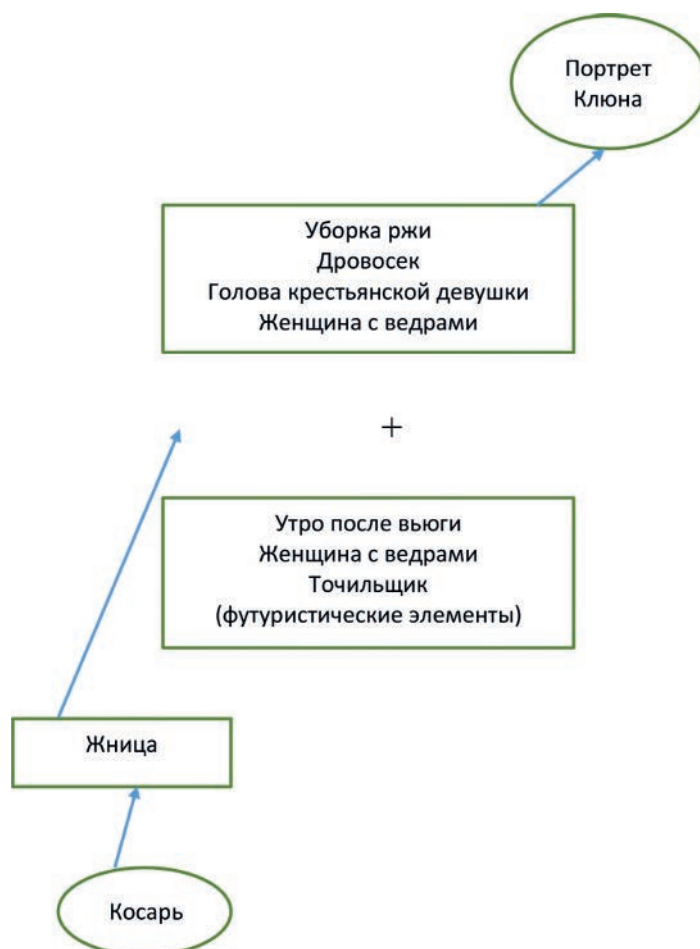 Портрет
Клюна
Уборка ржи
Дровосек
Голова крестьянской девушки
Женщина с ведрами
+
Утро после вьюги
Женщина с ведрами
Точильщик
(футуристические элементы)
Жница
Косарь